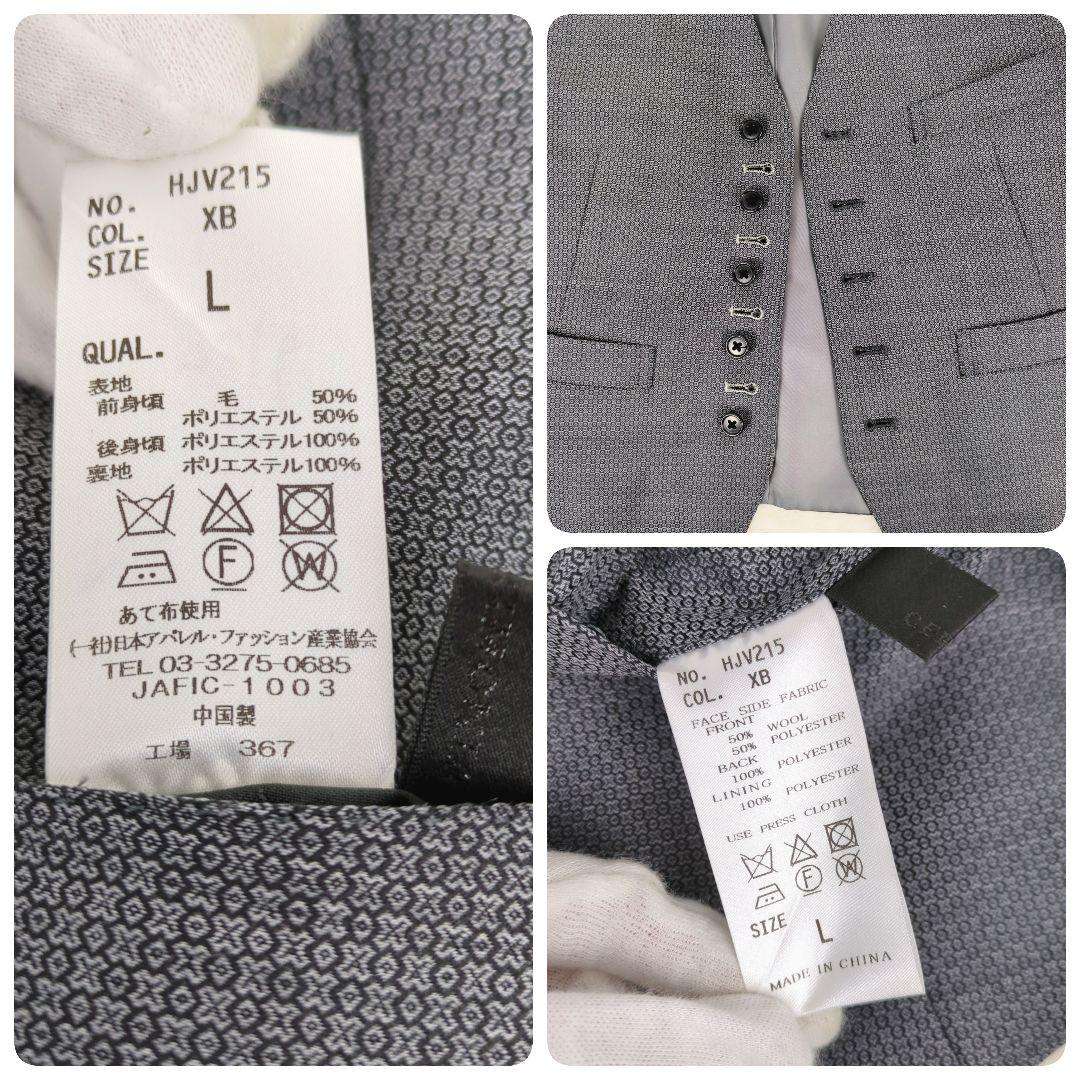 NO. HJV215
COL. XB
SIZE
L
QUAL.
表地
前身頃 毛 50%
ポリエステル 50%
後身頃 ポリエステル100%
裏地 ポリエステル100%
F W
あて布使用
(一社)日本アパレル・ファッション産業協会
TEL 03-3275-0685
JAFIC-1003
中国製
工場 367
NO. HJV215
COL. XB
FACE SIDE FABRIC
FRONT
50% WOOL
50% POLYESTER
BACK
100% POLYESTER
LINING
100% POLYESTER
USE PRESS CLOTH
F W
SIZE
L
MADE IN CHINA